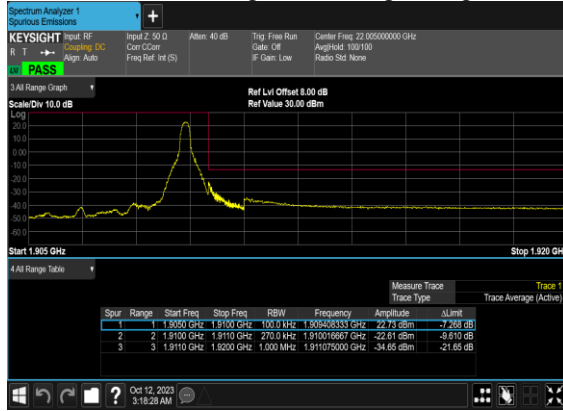 Spectrum Analyzer 1
Spurious Emissions
+
KEYSIGHT Input: RF Input Z: 50 Ω Atten: 40 dB Trig: Free Run Center Freq: 22.005000000 GHz
R T Coupling: DC Corr CCorr Gate: Off Avg|Hold: 100/100
Align: Auto Freq Ref: Int (S) IF Gain: Low Radio Std: None
LXI PASS
3 All Range Graph Ref Lvl Offset 8.00 dB
Scale/Div 10.0 dB Ref Value 30.00 dBm
Log
20.0
10.0
0.00
-10.0
-20.0
-30.0
-40.0
-50.0
-60.0
Start 1.905 GHz Stop 1.920 GH
4 All Range Table
Measure Trace Trace 1
Trace Type Trace Average (Active)
Spur Range Start Freq Stop Freq RBW Frequency Amplitude ΔLimit
1 1 1.9050 GHz 1.9100 GHz 100.0 kHz 1.909408333 GHz 22.73 dBm -7.268 dB
2 2 1.9100 GHz 1.9110 GHz 270.0 kHz 1.910016667 GHz -22.61 dBm -9.610 dB
3 3 1.9110 GHz 1.9200 GHz 1.000 MHz 1.911075000 GHz -34.65 dBm -21.65 dB
? Oct 12, 2023
3:18:28 AM